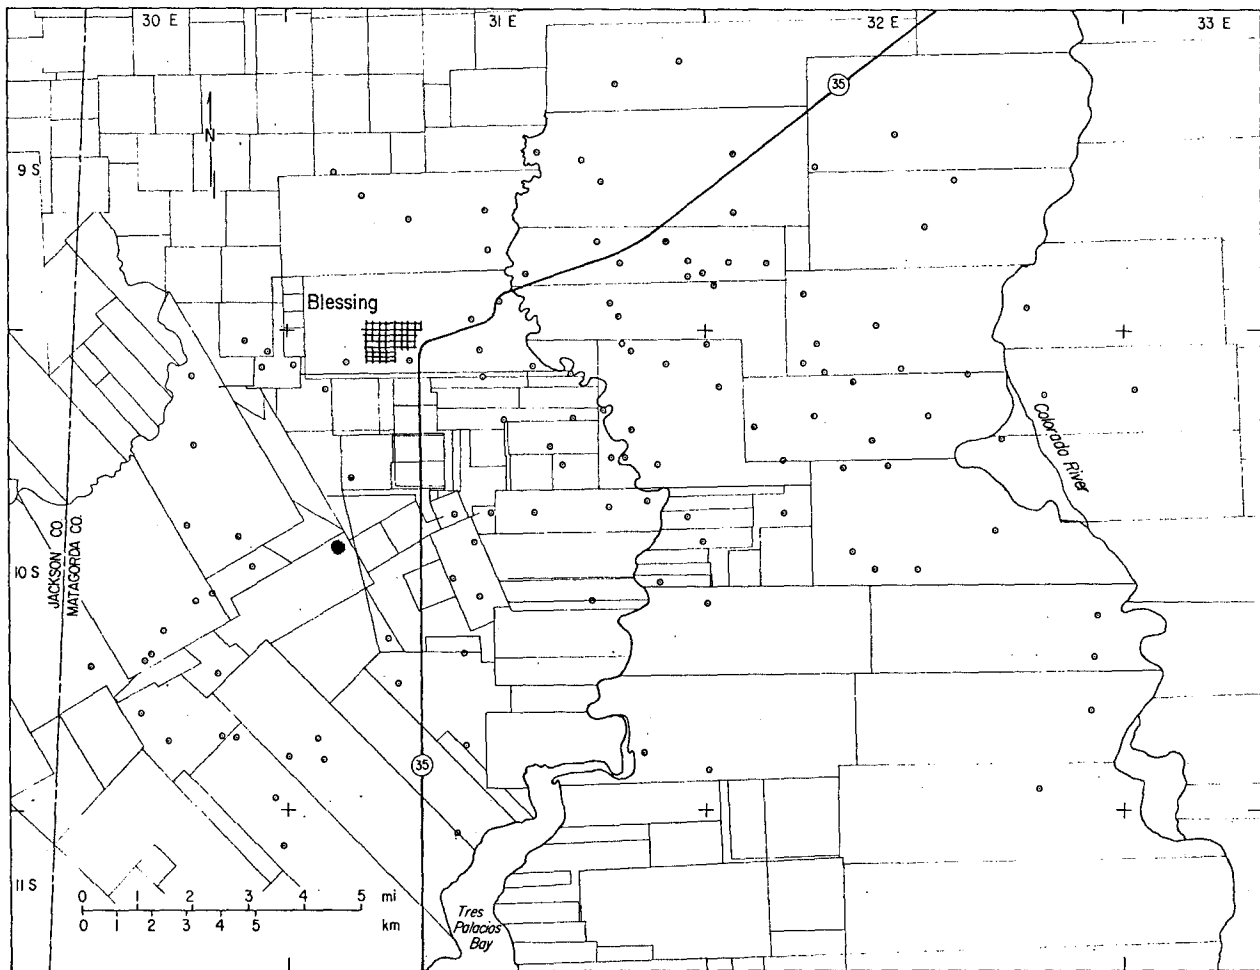 30 E
31 E
32 E
33 E
35
N
9 S
Blessing
Colorado River
JACKSON CO.
MATAGORDA CO.
10 S
35
11 S
0 1 2 3 4 5 mi
0 1 2 3 4 5 km
Tres
Palacios
Bay